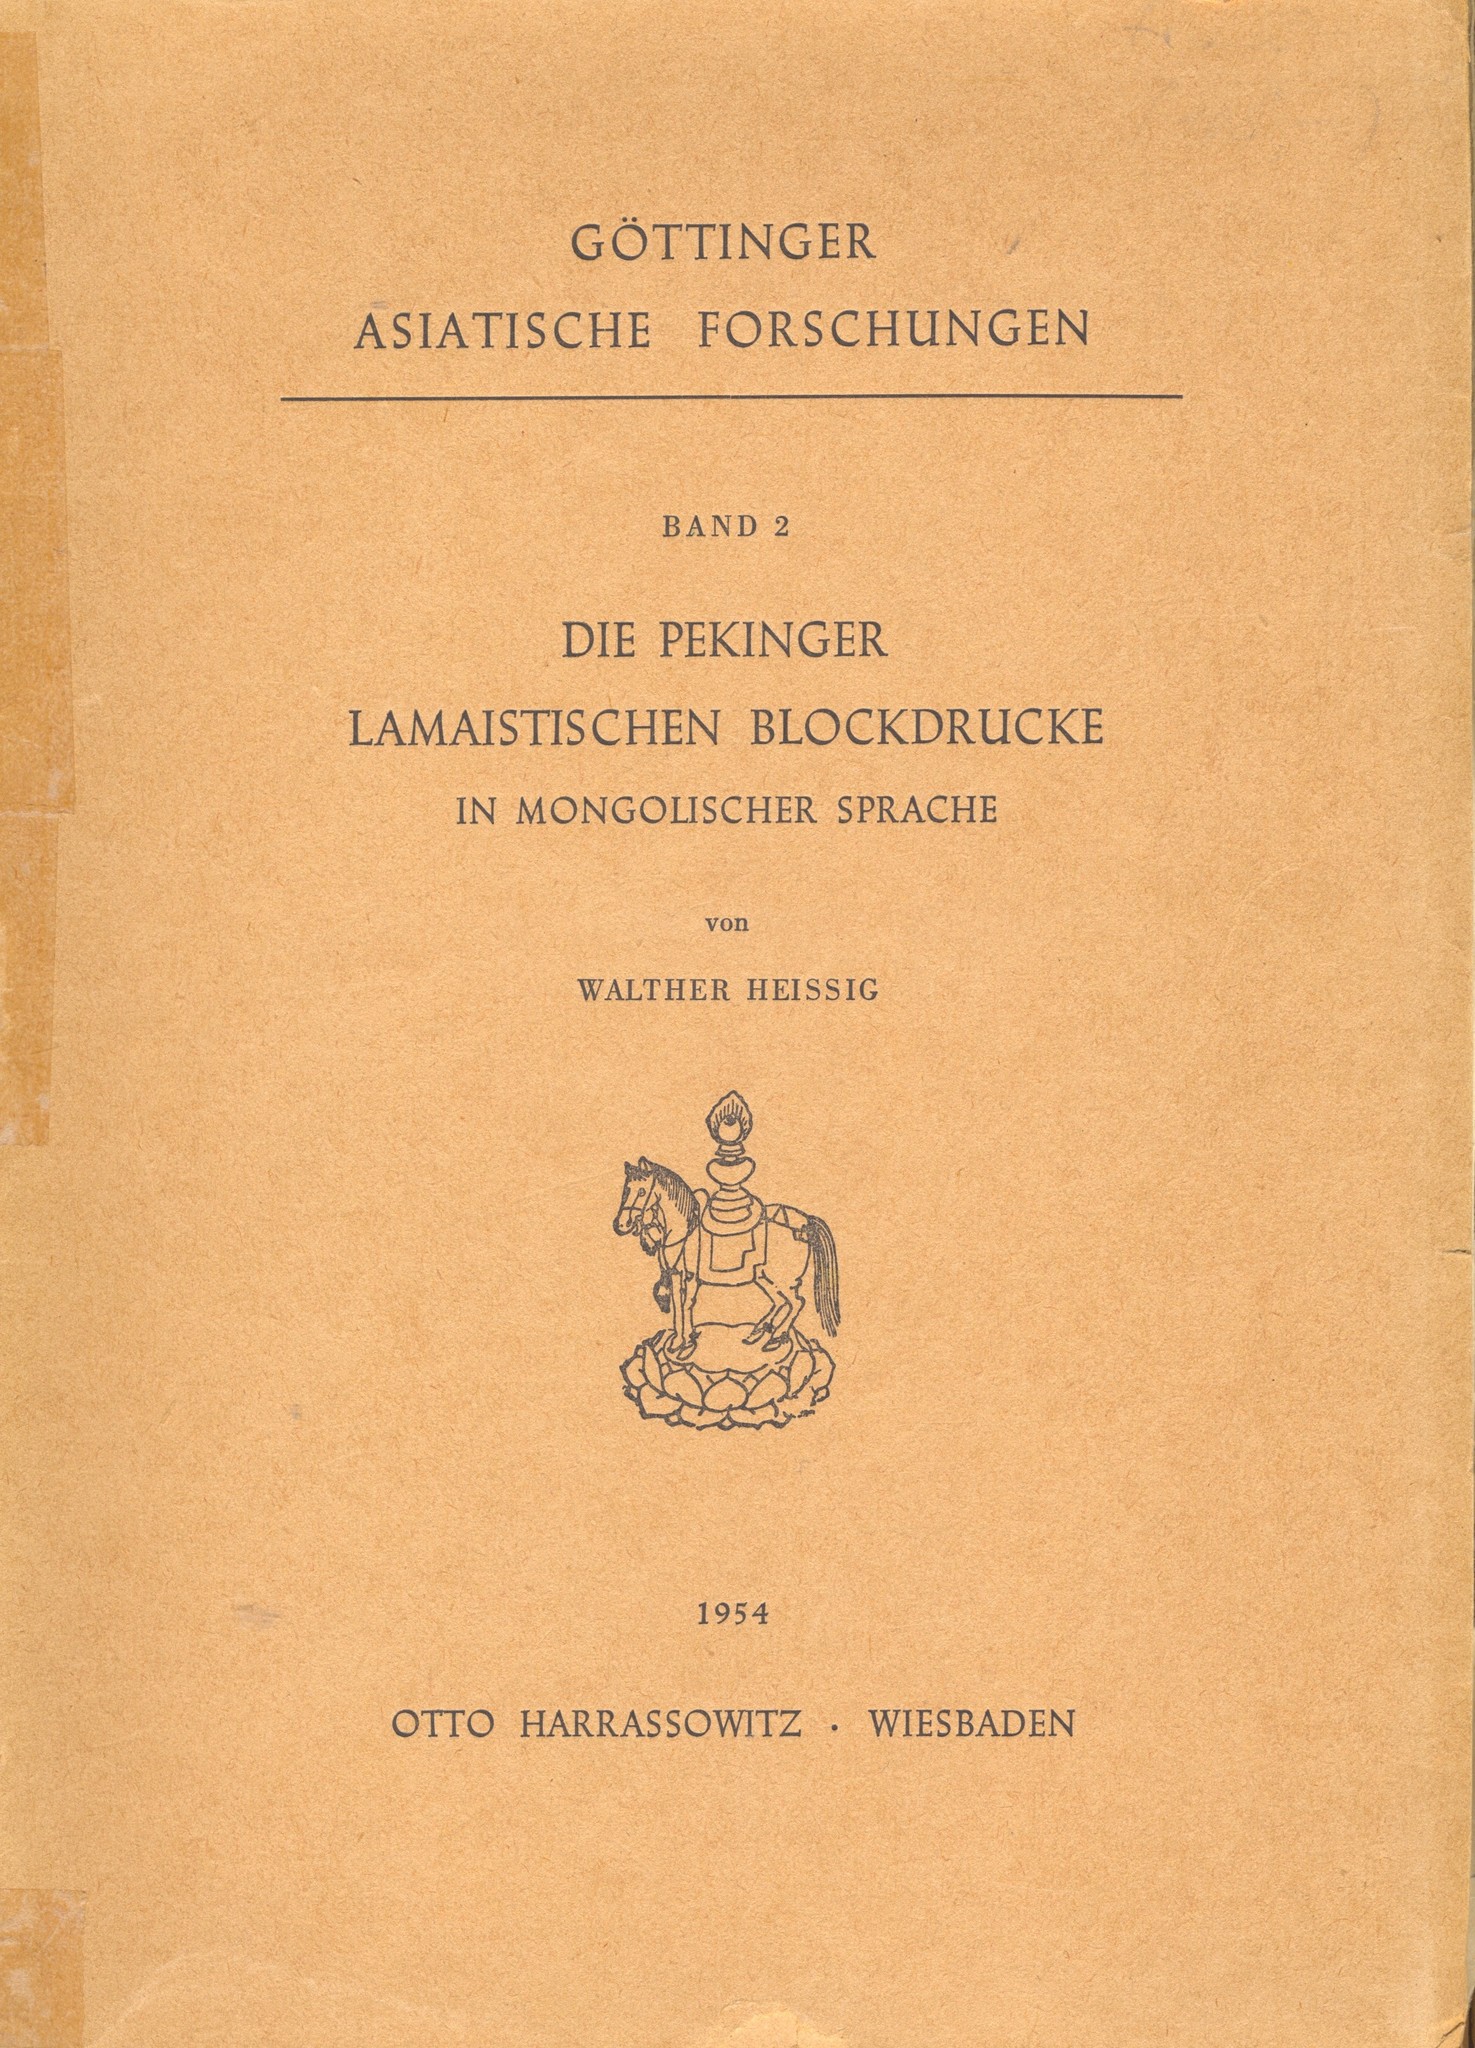 GÖTTINGER
ASIATISCHE FORSCHUNGEN
BAND 2
DIE PEKINGER
LAMAISTISCHEN BLOCKDRUCKE
IN MONGOLISCHER SPRACHE
von
WALTHER HEISSIG
1954
OTTO HARRASSOWITZ · WIESBADEN